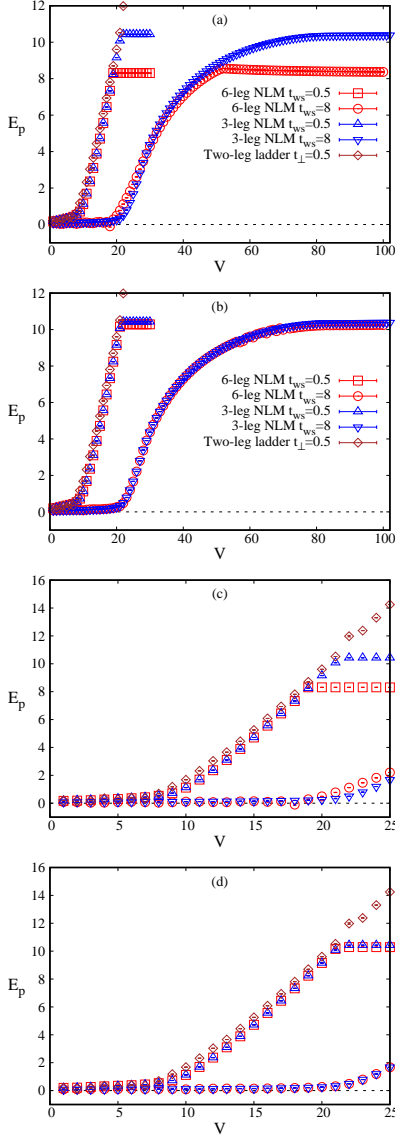 (a)
12
10
8
6
4
2
0
E_p
6-leg NLM t_ws=0.5
6-leg NLM t_ws=8
3-leg NLM t_ws=0.5
3-leg NLM t_ws=8
Two-leg ladder t_⊥=0.5
0 20 40 60 80 100
V
(b)
12
10
8
6
4
2
0
E_p
6-leg NLM t_ws=0.5
6-leg NLM t_ws=8
3-leg NLM t_ws=0.5
3-leg NLM t_ws=8
Two-leg ladder t_⊥=0.5
0 20 40 60 80 100
V
(c)
16
14
12
10
8
6
4
2
0
E_p
0 5 10 15 20 25
V
(d)
16
14
12
10
8
6
4
2
0
E_p
0 5 10 15 20 25
V